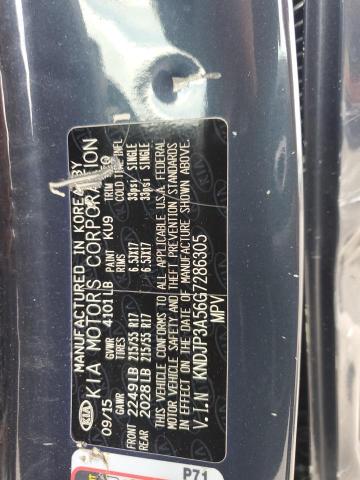 MANUFACTURED IN KOREA BY
KIA KIA MOTORS CORPORATION
09/15 GVWR 4101LB PAINT KU9 TRIM
GAWR TIRES RIMS COLD INFL
FRONT 2249LB 215/55 R17 6.5JX17 33psi SINGLE
REAR 2028LB 215/55 R17 6.5JX17 33psi SINGLE
THIS VEHICLE CONFORMS TO ALL APPLICABLE U.S.A. FEDERAL
MOTOR VEHICLE SAFETY AND THEFT PREVENTION STANDARDS
IN EFFECT ON THE DATE OF MANUFACTURE SHOWN ABOVE.
V.I.N KNDJP3A56G7286305
MPV
P71